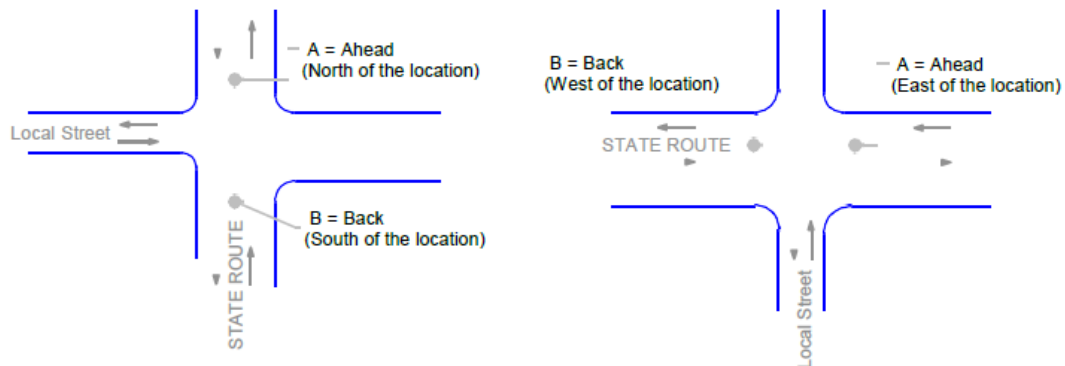 A = Ahead
(North of the location)
Local Street
B = Back
(South of the location)
STATE ROUTE
B = Back
(West of the location)
A = Ahead
(East of the location)
STATE ROUTE
Local Street